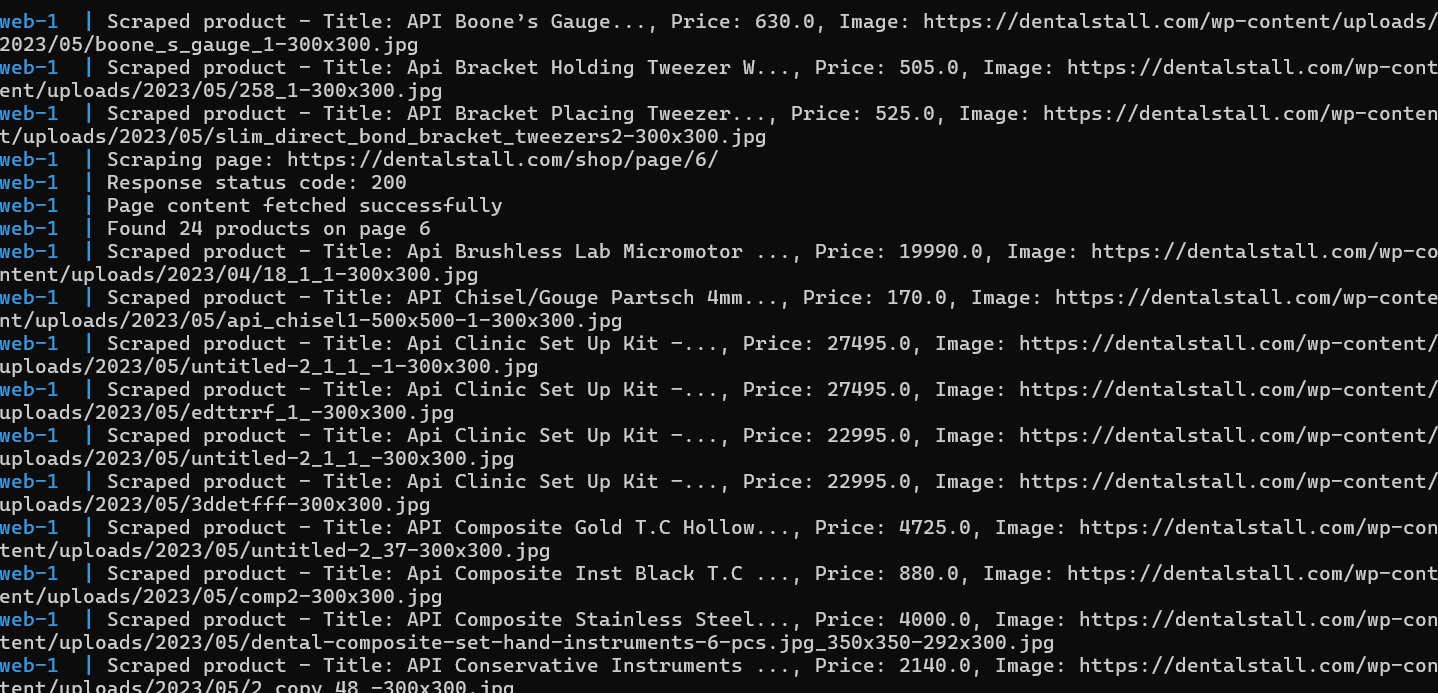 web-1  | Scraped product - Title: API Boone’s Gauge..., Price: 630.0, Image: https://dentalstall.com/wp-content/uploads/
2023/05/boone_s_gauge_1-300x300.jpg
web-1  | Scraped product - Title: Api Bracket Holding Tweezer W..., Price: 505.0, Image: https://dentalstall.com/wp-cont
ent/uploads/2023/05/258_1-300x300.jpg
web-1  | Scraped product - Title: API Bracket Placing Tweezer..., Price: 525.0, Image: https://dentalstall.com/wp-conten
t/uploads/2023/05/slim_direct_bond_bracket_tweezers2-300x300.jpg
web-1  | Scraping page: https://dentalstall.com/shop/page/6/
web-1  | Response status code: 200
web-1  | Page content fetched successfully
web-1  | Found 24 products on page 6
web-1  | Scraped product - Title: Api Brushless Lab Micromotor ..., Price: 19990.0, Image: https://dentalstall.com/wp-co
ntent/uploads/2023/04/18_1_1-300x300.jpg
web-1  | Scraped product - Title: API Chisel/Gouge Partsch 4mm..., Price: 170.0, Image: https://dentalstall.com/wp-conte
nt/uploads/2023/05/api_chisel1-500x500-1-300x300.jpg
web-1  | Scraped product - Title: Api Clinic Set Up Kit -..., Price: 27495.0, Image: https://dentalstall.com/wp-content/
uploads/2023/05/untitled-2_1_1_-1-300x300.jpg
web-1  | Scraped product - Title: Api Clinic Set Up Kit -..., Price: 27495.0, Image: https://dentalstall.com/wp-content/
uploads/2023/05/edttrrf_1_-300x300.jpg
web-1  | Scraped product - Title: Api Clinic Set Up Kit -..., Price: 22995.0, Image: https://dentalstall.com/wp-content/
uploads/2023/05/untitled-2_1_1_-300x300.jpg
web-1  | Scraped product - Title: Api Clinic Set Up Kit -..., Price: 22995.0, Image: https://dentalstall.com/wp-content/
uploads/2023/05/3ddetfff-300x300.jpg
web-1  | Scraped product - Title: API Composite Gold T.C Hollow..., Price: 4725.0, Image: https://dentalstall.com/wp-con
tent/uploads/2023/05/untitled-2_37-300x300.jpg
web-1  | Scraped product - Title: Api Composite Inst Black T.C ..., Price: 880.0, Image: https://dentalstall.com/wp-cont
ent/uploads/2023/05/comp2-300x300.jpg
web-1  | Scraped product - Title: API Composite Stainless Steel..., Price: 4000.0, Image: https://dentalstall.com/wp-con
tent/uploads/2023/05/dental-composite-set-hand-instruments-6-pcs.jpg_350x350-292x300.jpg
web-1  | Scraped product - Title: API Conservative Instruments ..., Price: 2140.0, Image: https://dentalstall.com/wp-con
tent/uploads/2023/05/2_copy_48_-300x300.jpg